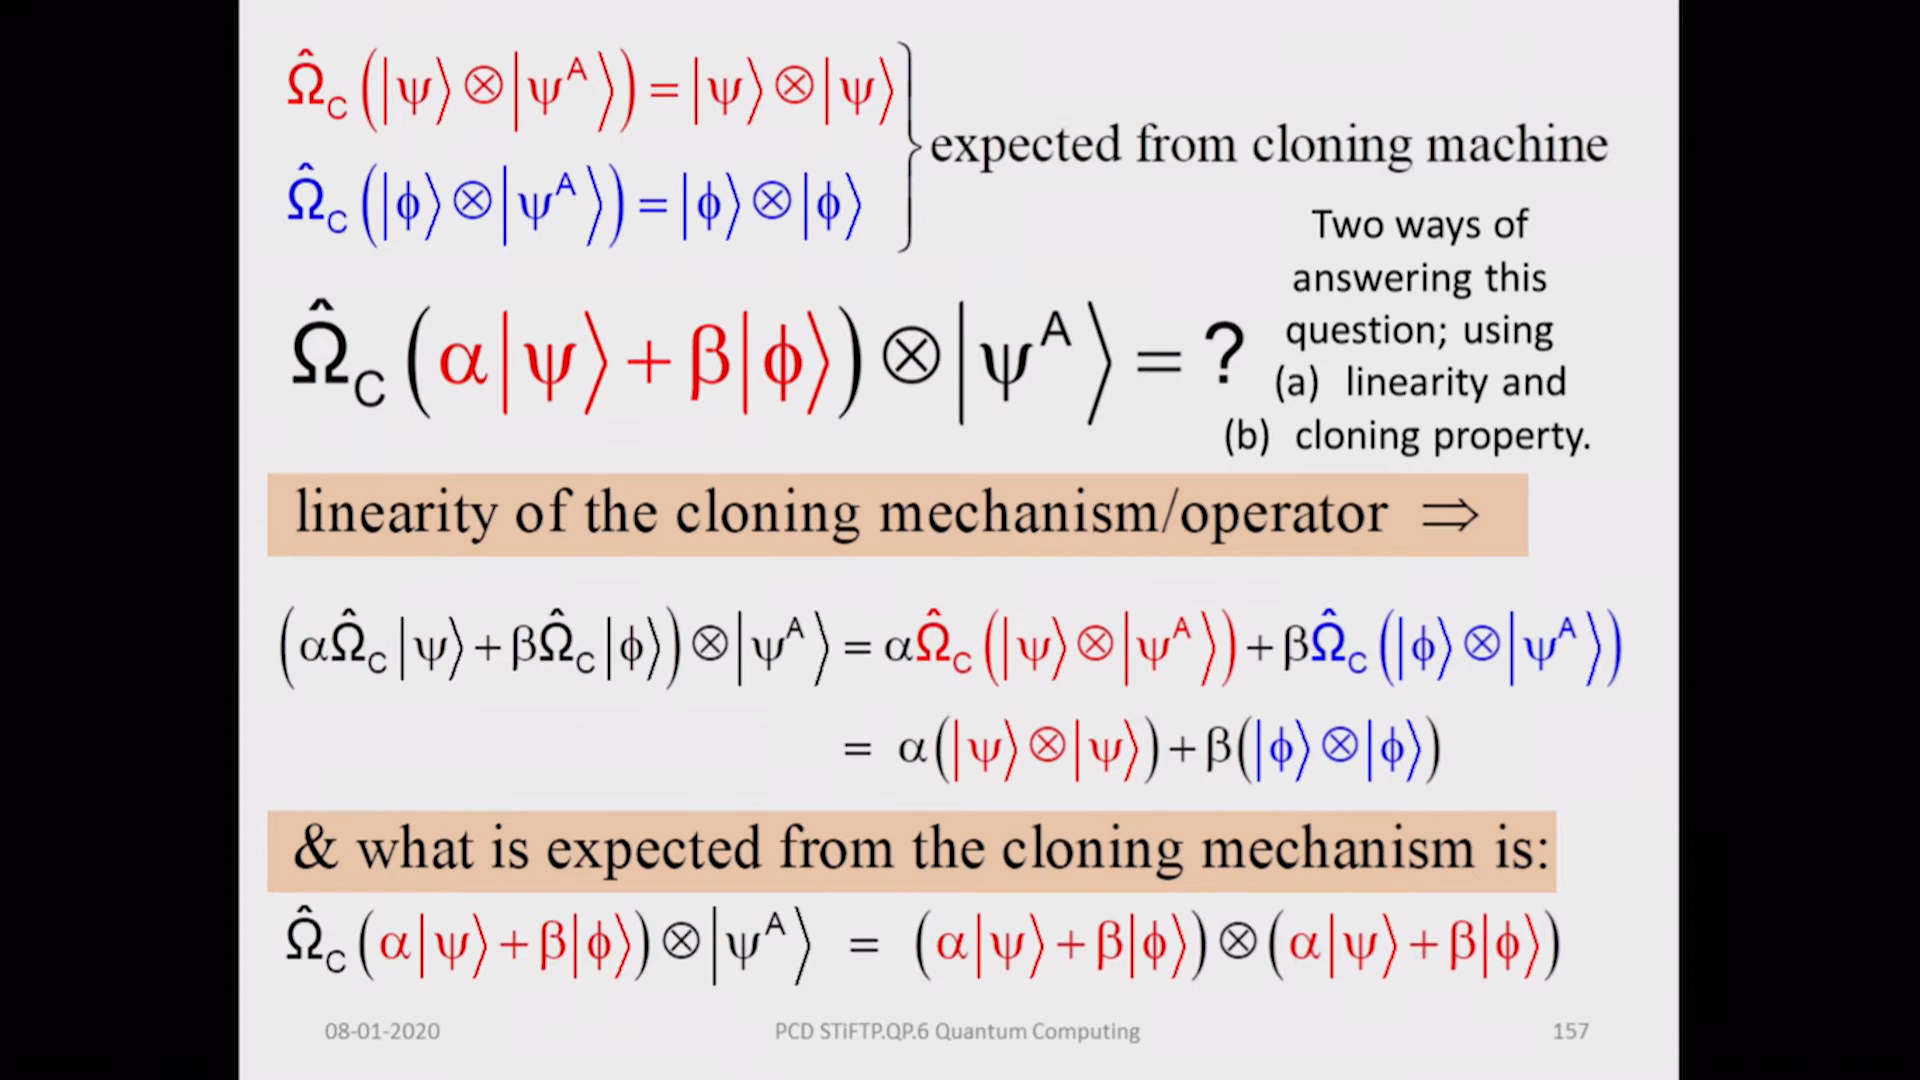 Ω̂_C(|ψ⟩⊗|ψ^A⟩) = |ψ⟩⊗|ψ⟩
expected from cloning machine
Ω̂_C(|ϕ⟩⊗|ψ^A⟩) = |ϕ⟩⊗|ϕ⟩
Ω̂_C(α|ψ⟩+β|ϕ⟩)⊗|ψ^A⟩ = ?
Two ways of
answering this
question; using
(a) linearity and
(b) cloning property.
linearity of the cloning mechanism/operator ⇒
(αΩ̂_C|ψ⟩+βΩ̂_C|ϕ⟩)⊗|ψ^A⟩ = αΩ̂_C(|ψ⟩⊗|ψ^A⟩)+βΩ̂_C(|ϕ⟩⊗|ψ^A⟩)
= α(|ψ⟩⊗|ψ⟩)+β(|ϕ⟩⊗|ϕ⟩)
& what is expected from the cloning mechanism is:
Ω̂_C(α|ψ⟩+β|ϕ⟩)⊗|ψ^A⟩ = (α|ψ⟩+β|ϕ⟩)⊗(α|ψ⟩+β|ϕ⟩)
08-01-2020 PCD STiFTP.QP.6 Quantum Computing 157